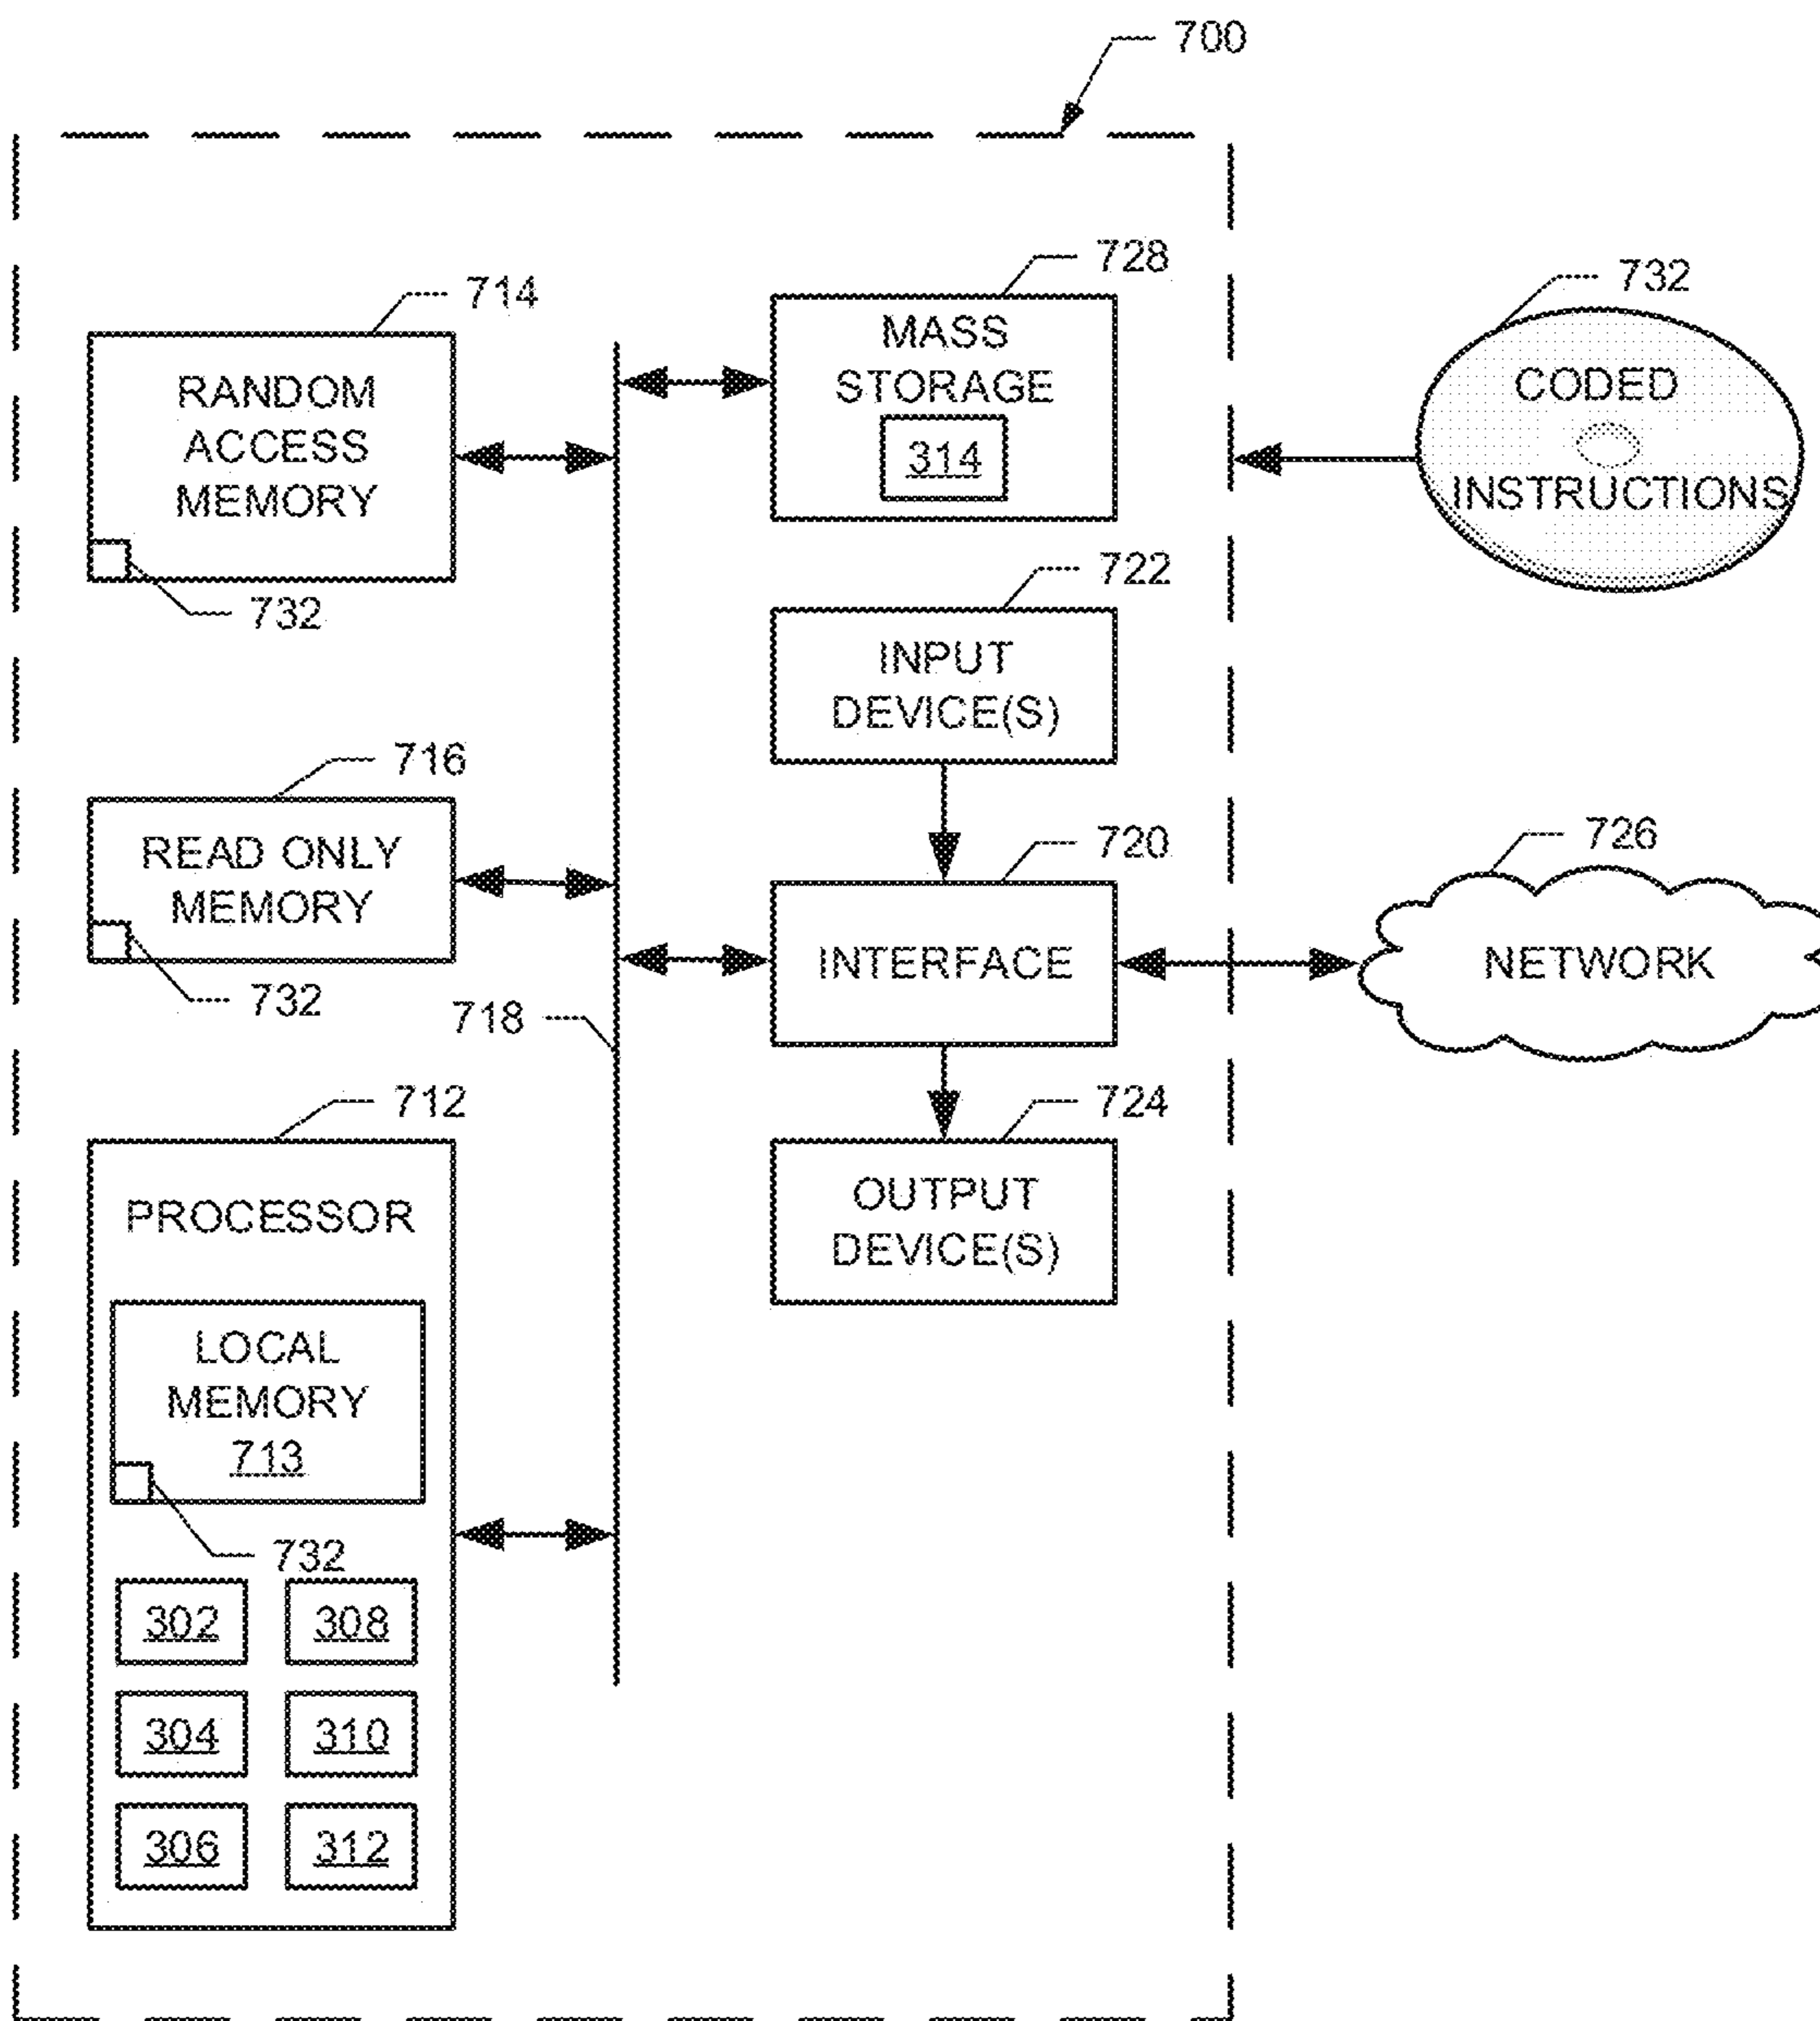 700
728
MASS
STORAGE
314
714
RANDOM
ACCESS
MEMORY
732
732
CODED
INSTRUCTIONS
722
INPUT
DEVICE(S)
716
READ ONLY
MEMORY
732
720
INTERFACE
726
NETWORK
718
712
PROCESSOR
LOCAL
MEMORY
713
732
302
308
304
310
306
312
724
OUTPUT
DEVICE(S)